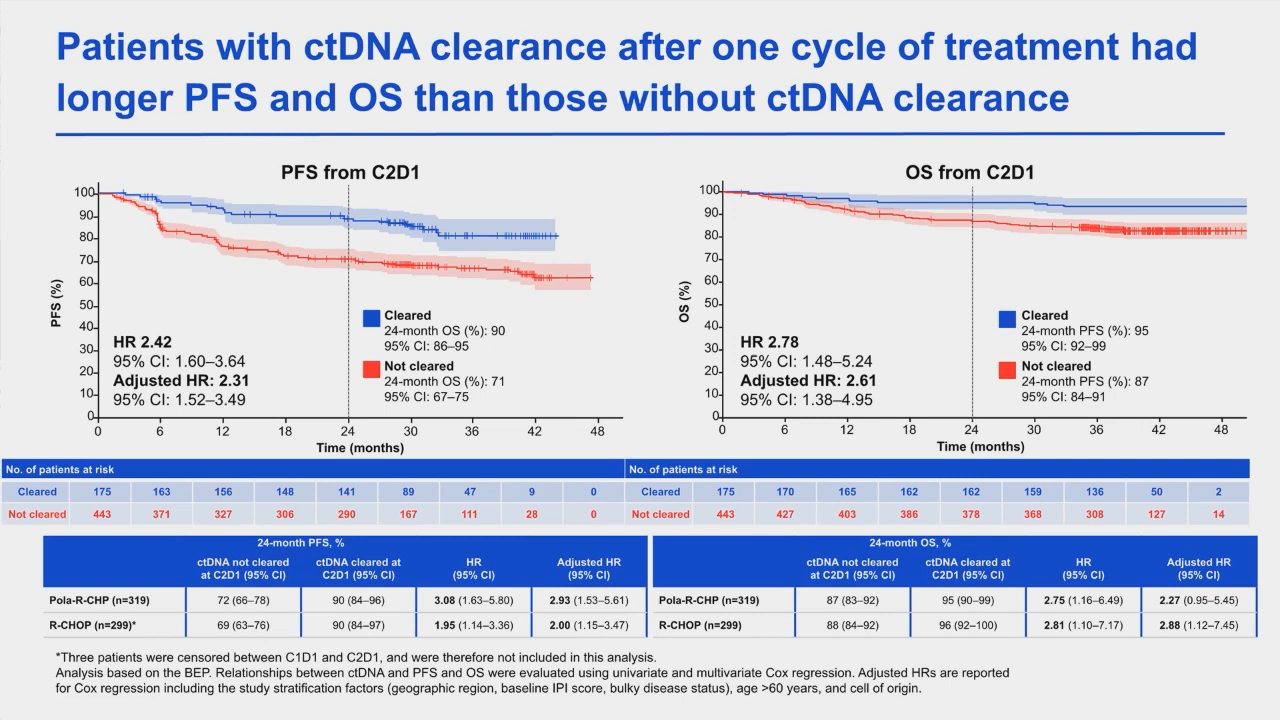 Patients with ctDNA clearance after one cycle of treatment had
longer PFS and OS than those without ctDNA clearance
PFS from C2D1
PFS (%)
100
90
80
70
60
50
40
30
20
10
0
HR 2.42
95% CI: 1.60–3.64
Adjusted HR: 2.31
95% CI: 1.52–3.49
Cleared
24-month OS (%): 90
95% CI: 86–95
Not cleared
24-month OS (%): 71
95% CI: 67–75
0 6 12 18 24 30 36 42 48
Time (months)
OS from C2D1
OS (%)
100
90
80
70
60
50
40
30
20
10
0
HR 2.78
95% CI: 1.48–5.24
Adjusted HR: 2.61
95% CI: 1.38–4.95
Cleared
24-month PFS (%): 95
95% CI: 92–99
Not cleared
24-month PFS (%): 87
95% CI: 84–91
0 6 12 18 24 30 36 42 48
Time (months)
No. of patients at risk
Cleared 175 163 156 148 141 89 47 9 0
Not cleared 443 371 327 306 290 167 111 28 0
No. of patients at risk
Cleared 175 170 165 162 162 159 136 50 2
Not cleared 443 427 403 386 378 368 308 127 14
24-month PFS, %
ctDNA not cleared ctDNA cleared at HR Adjusted HR
at C2D1 (95% CI) C2D1 (95% CI) (95% CI) (95% CI)
Pola-R-CHP (n=319) 72 (66–78) 90 (84–96) 3.08 (1.63–5.80) 2.93 (1.53–5.61)
R-CHOP (n=299)* 69 (63–76) 90 (84–97) 1.95 (1.14–3.36) 2.00 (1.15–3.47)
24-month OS, %
ctDNA not cleared ctDNA cleared at HR Adjusted HR
at C2D1 (95% CI) C2D1 (95% CI) (95% CI) (95% CI)
Pola-R-CHP (n=319) 87 (83–92) 95 (90–99) 2.75 (1.16–6.49) 2.27 (0.95–5.45)
R-CHOP (n=299) 88 (84–92) 96 (92–100) 2.81 (1.10–7.17) 2.88 (1.12–7.45)
*Three patients were censored between C1D1 and C2D1, and were therefore not included in this analysis.
Analysis based on the BEP. Relationships between ctDNA and PFS and OS were evaluated using univariate and multivariate Cox regression. Adjusted HRs are reported
for Cox regression including the study stratification factors (geographic region, baseline IPI score, bulky disease status), age >60 years, and cell of origin.